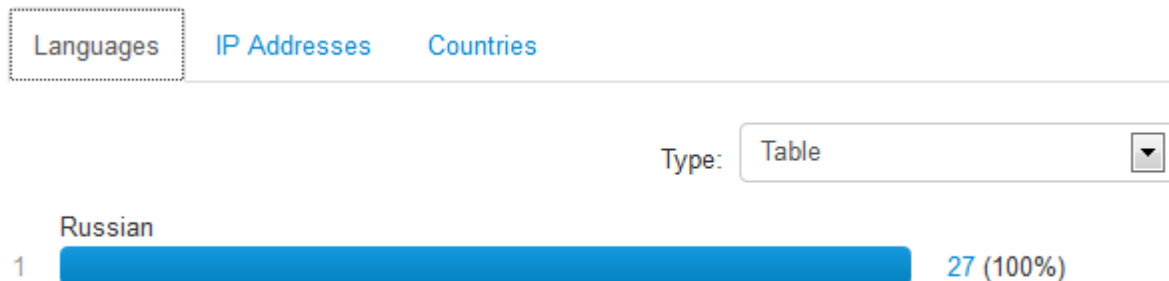 Languages IP Addresses Countries
Type: Table
Russian
1 27 (100%)